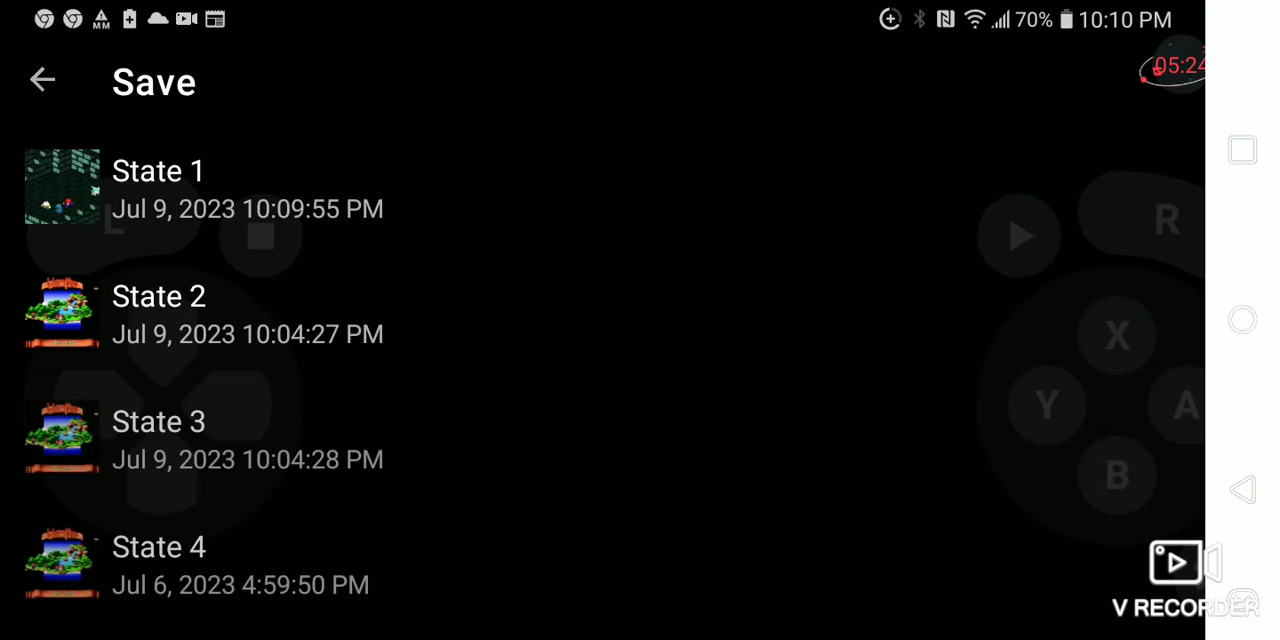 MM
70% 10:10 PM
Save
05:24
State 1
Jul 9, 2023 10:09:55 PM
L
R
State 2
Jul 9, 2023 10:04:27 PM
X
State 3
Jul 9, 2023 10:04:28 PM
Y
A
B
State 4
Jul 6, 2023 4:59:50 PM
V RECORDER